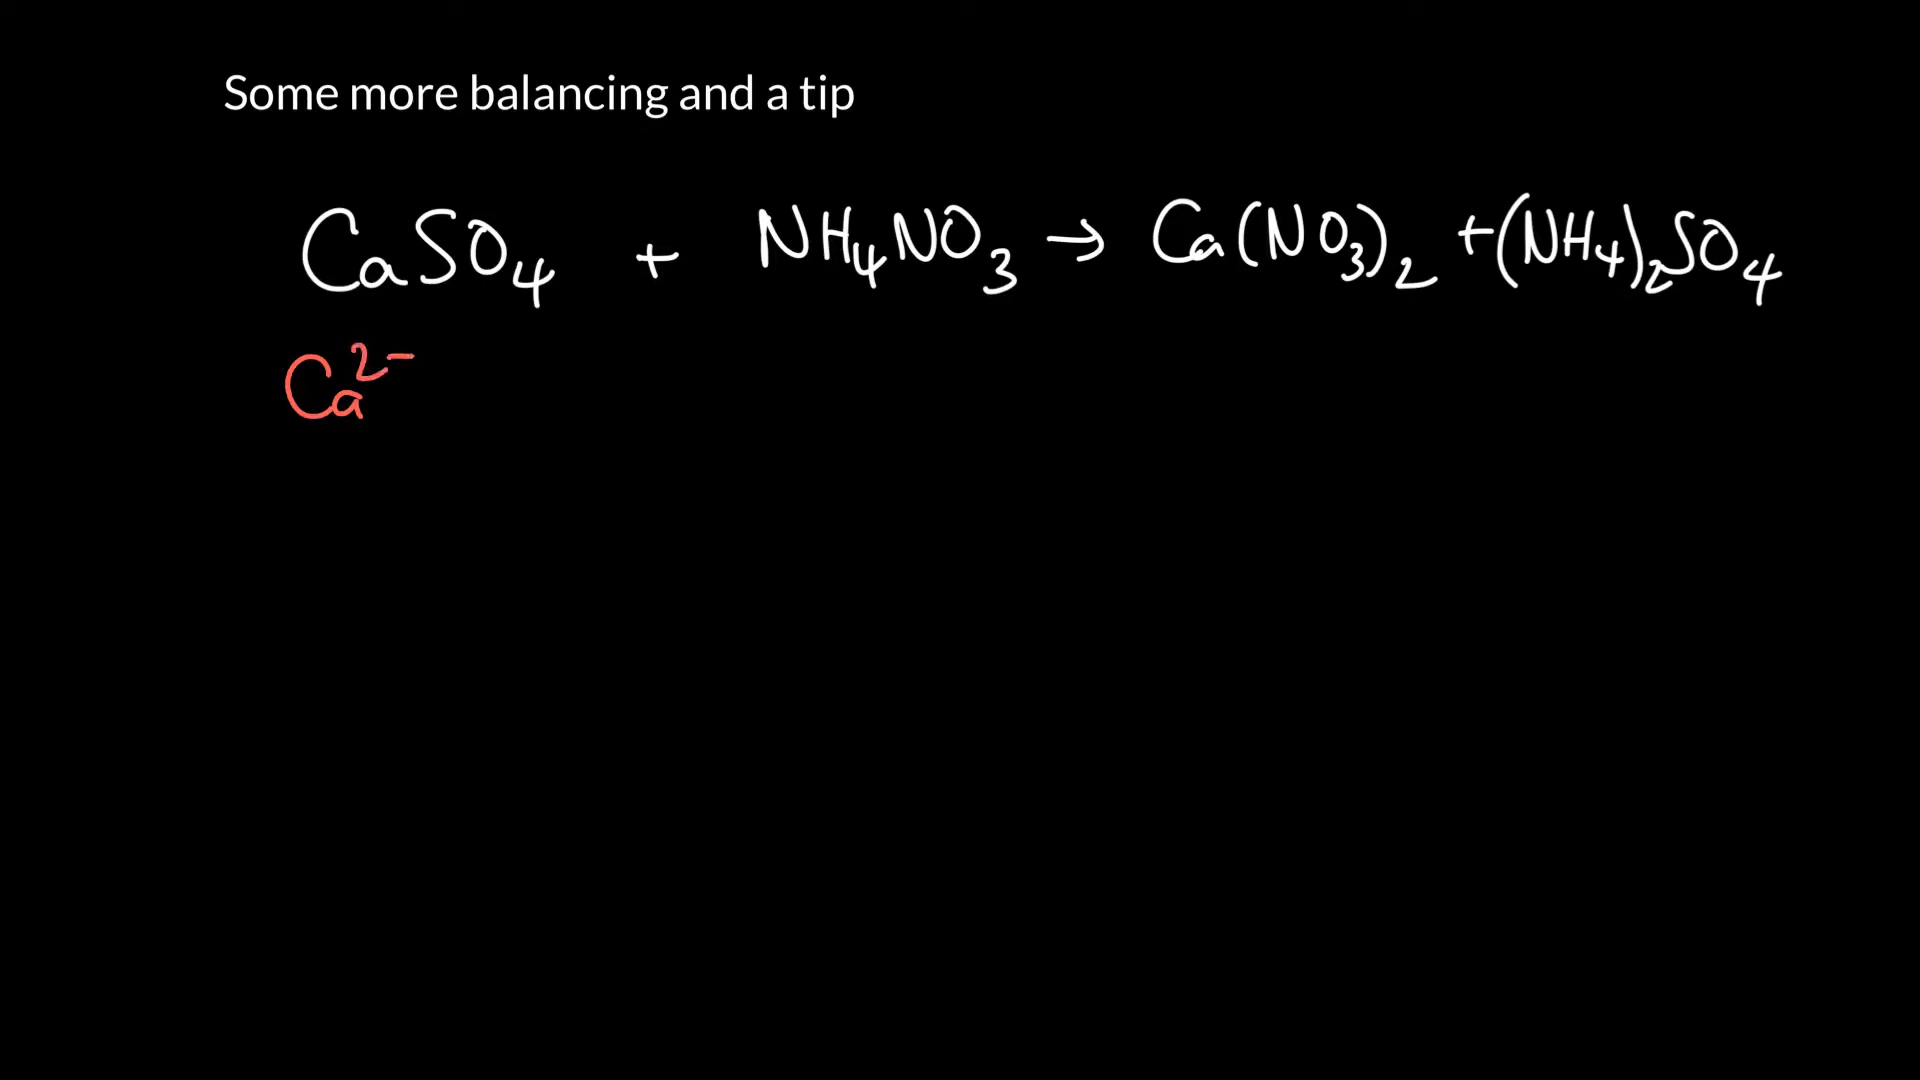 Some more balancing and a tip
CaSO₄ + NH₄NO₃ → Ca(NO₃)₂ + (NH₄)₂SO₄
Ca²⁻